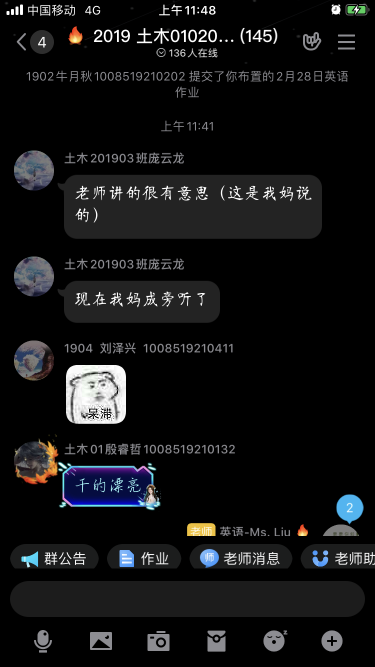 中国移动 4G 上午11:48
4 2019 土木01020... (145)
136人在线
1902牛月秋1008519210202 提交了你布置的2月28日英语
作业
上午11:41
土木201903班庞云龙
老师讲的很有意思（这是我妈说
的）
土木201903班庞云龙
现在我妈成旁听了
1904 刘泽兴 1008519210411
呆滞
土木01殷睿哲1008519210132
干的漂亮
2
老师 英语-Ms. Liu
群公告 作业 师 老师消息 老师助